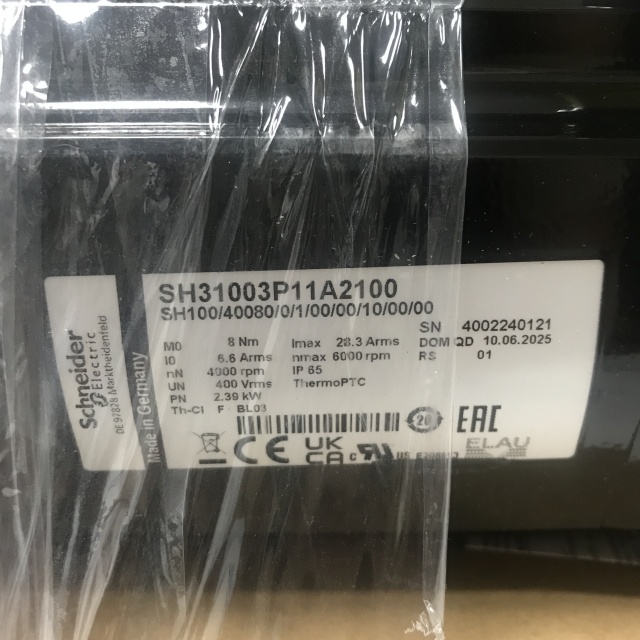 Schneider
Electric
DE 97828 Marktheidenfeld
Made in Germany
SH31003P11A2100
SH100/40080/0/1/00/00/10/00/00
M0 8 Nm Imax 28.3 Arms
I0 6.6 Arms nmax 6000 rpm
nN 4000 rpm IP 65
UN 400 Vrms ThermoPTC
PN 2.39 kW
Th-Cl F BL03
SN 4002240121
DOM QD 10.06.2025
RS 01
20
EAC
CE
UK
CA
c
US
ELAU